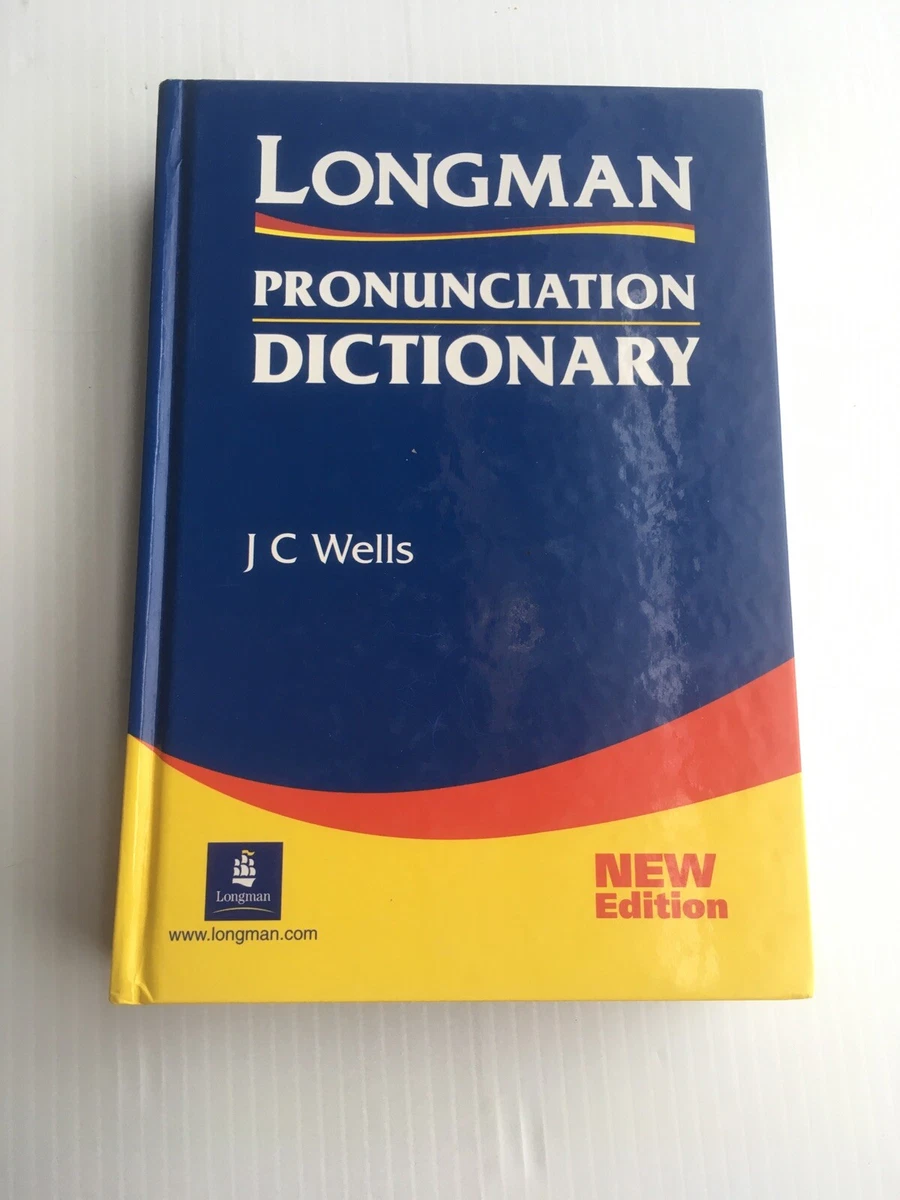 LONGMAN
PRONUNCIATION
DICTIONARY
J C Wells
Longman
www.longman.com
NEW
Edition